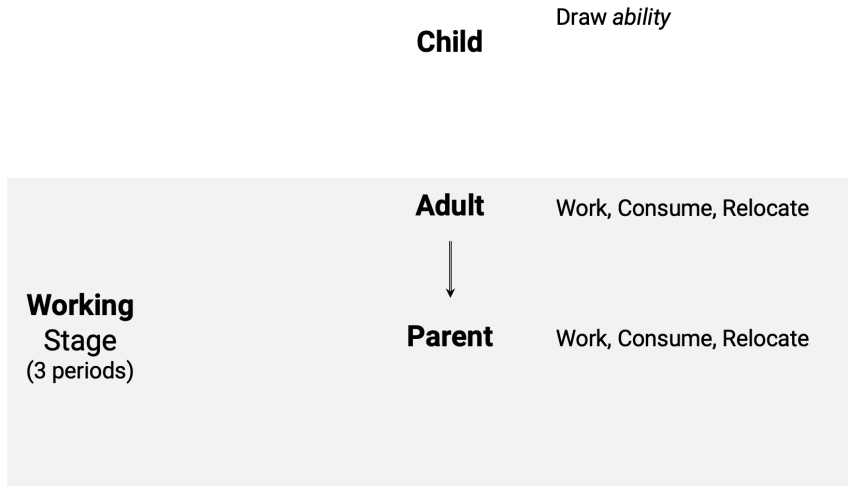 Draw ability
Child
Adult
Work, Consume, Relocate
Working
Stage
(3 periods)
Parent
Work, Consume, Relocate